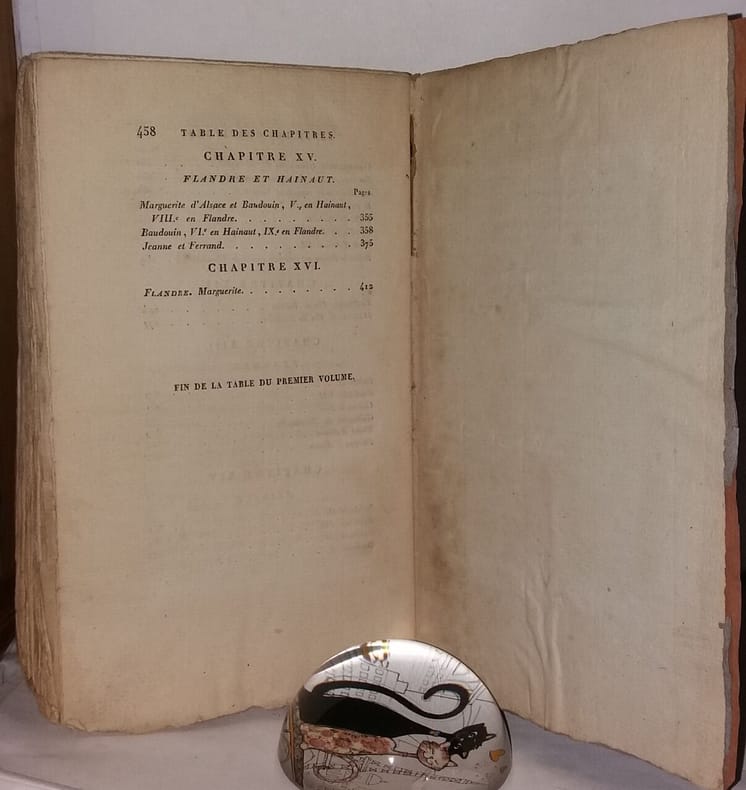 458 TABLE DES CHAPITRES.
CHAPITRE XV.
FLANDRE ET HAINAUT.
Pages
Marguerite d'Alsace et Baudouin, V., en Hainaut,
VIII.e en Flandre. . . . . . . . . 355
Baudouin, VI.e en Hainaut, IX.e en Flandre. . . 358
Jeanne et Ferrand. . . . . . . . . . 375
CHAPITRE XVI.
FLANDRE. Marguerite. . . . . . . . . 412
FIN DE LA TABLE DU PREMIER VOLUME.